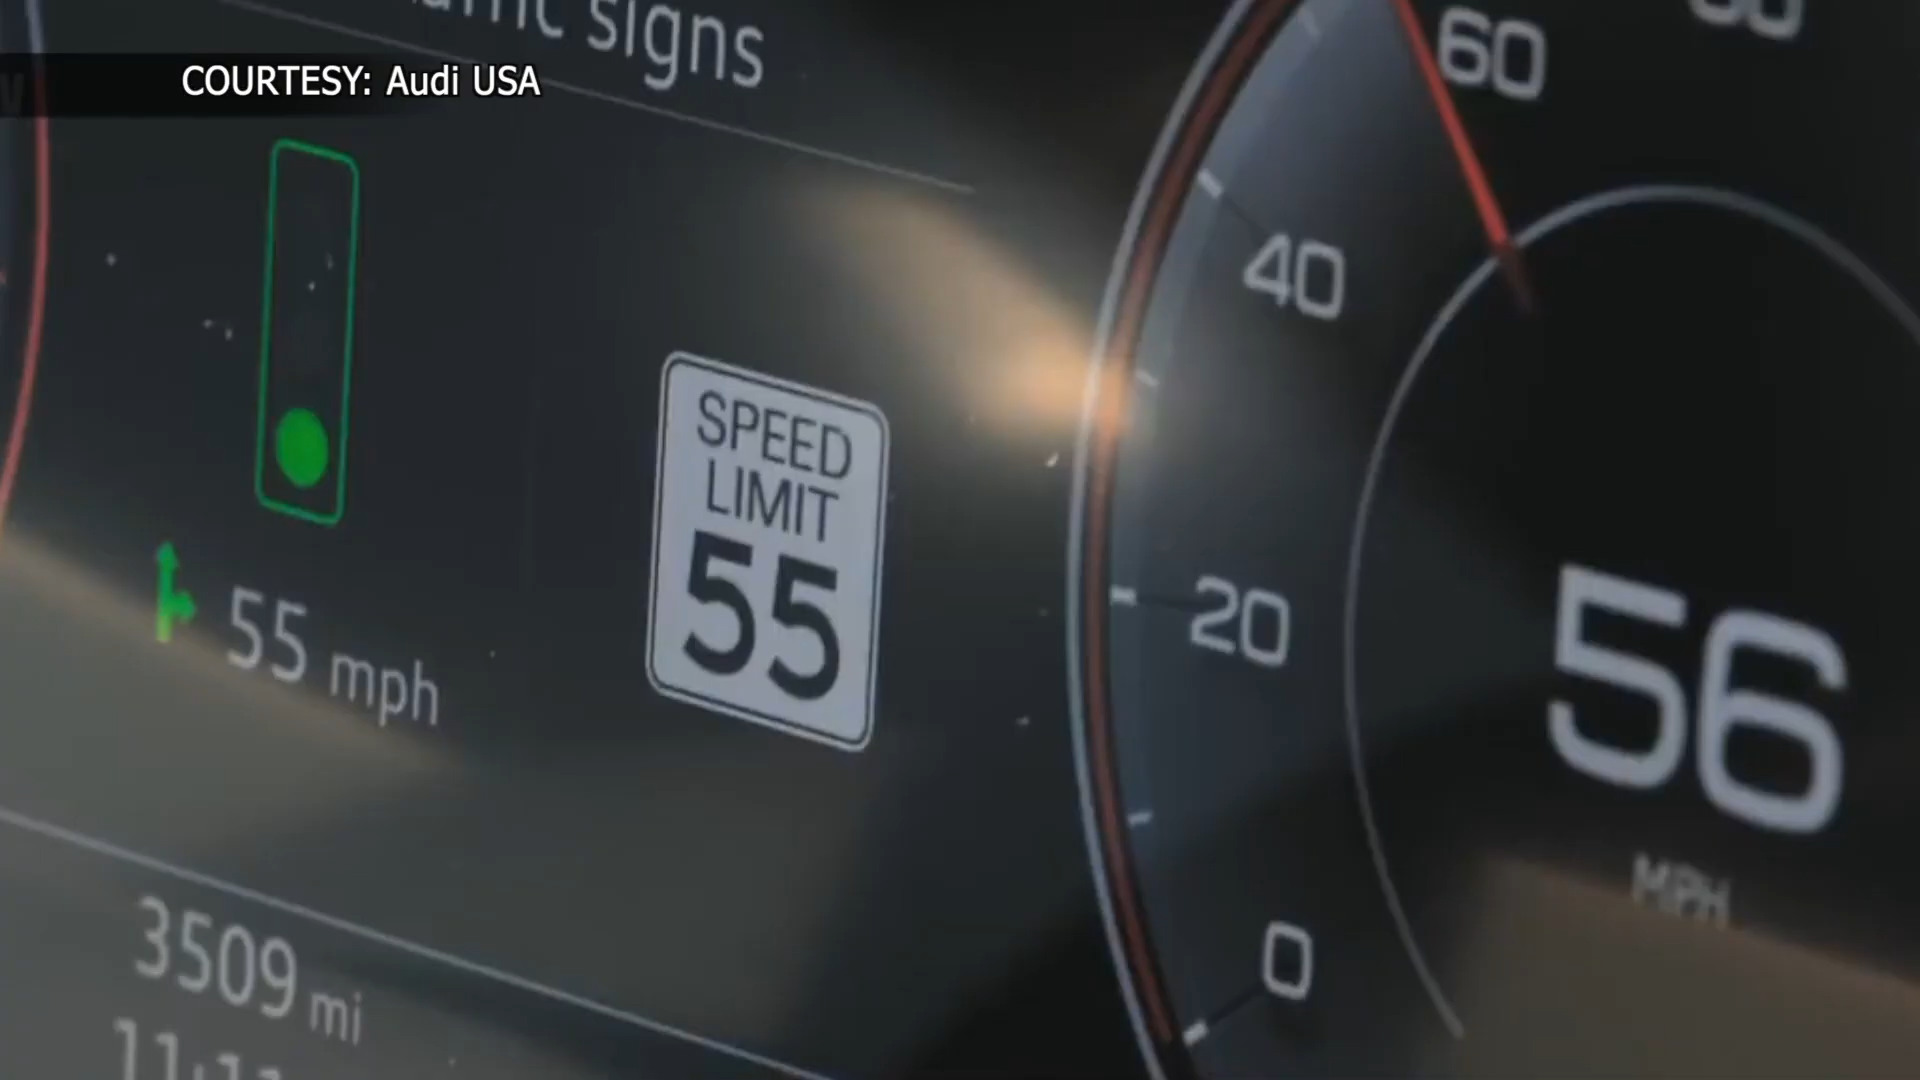 signs
COURTESY: Audi USA
SPEED
LIMIT
55
55 mph
3509 mi
60
40
20
0
56
MPH